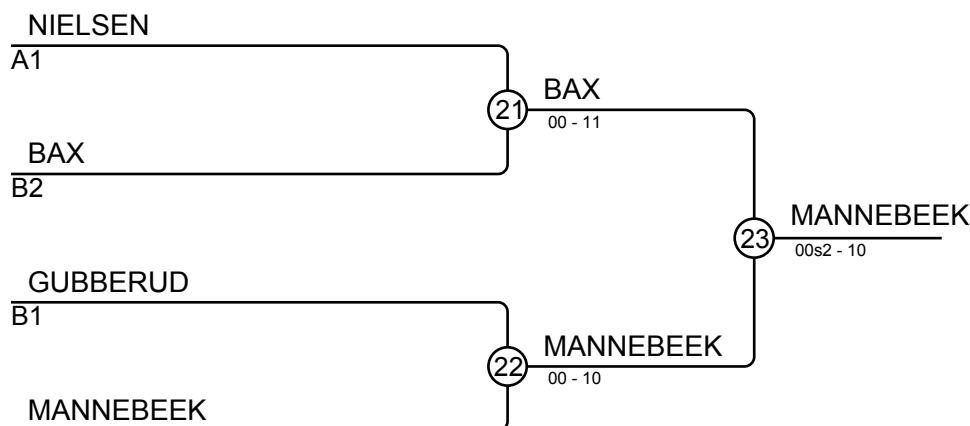 NIELSEN
A1
21
BAX
00 - 11
BAX
B2
23
MANNEBEEK
00s2 - 10
GUBBERUD
B1
22
MANNEBEEK
00 - 10
MANNEBEEK